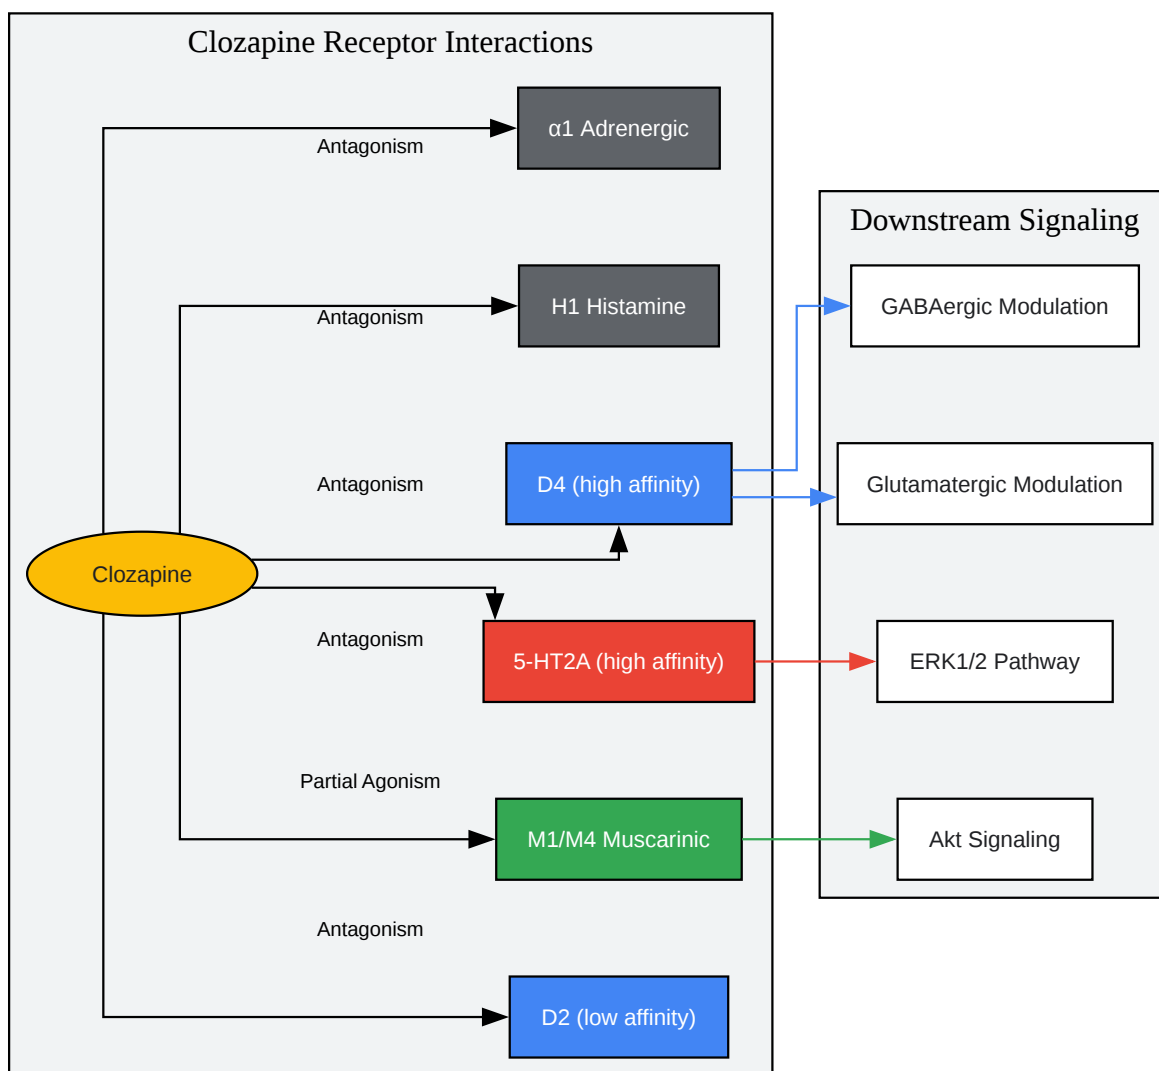 Clozapine Receptor Interactions
α1 Adrenergic
Antagonism
H1 Histamine
Antagonism
D4 (high affinity)
Antagonism
Clozapine
5-HT2A (high affinity)
Antagonism
Partial Agonism
M1/M4 Muscarinic
Antagonism
D2 (low affinity)
Downstream Signaling
GABAergic Modulation
Glutamatergic Modulation
ERK1/2 Pathway
Akt Signaling